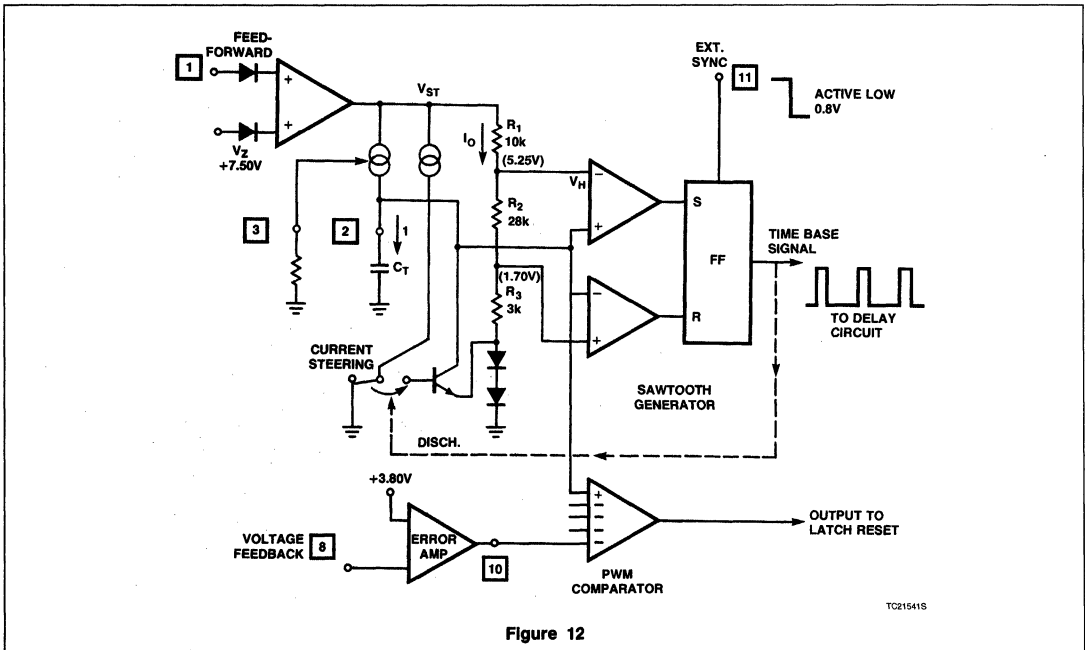 FEED-
FORWARD
1
+
+
VZ
+7.50V
VST
IO
R1
10k
(5.25V)
VH
R2
28k
(1.70V)
R3
3k
3
2
1
CT
CURRENT
STEERING
DISCH.
EXT.
SYNC
11
ACTIVE LOW
0.8V
−
+
−
+
S
FF
R
TIME BASE
SIGNAL
TO DELAY
CIRCUIT
SAWTOOTH
GENERATOR
+3.80V
VOLTAGE
FEEDBACK
8
ERROR
AMP
10
+
−
−
−
−
PWM
COMPARATOR
OUTPUT TO
LATCH RESET
TC21541S
Figure 12